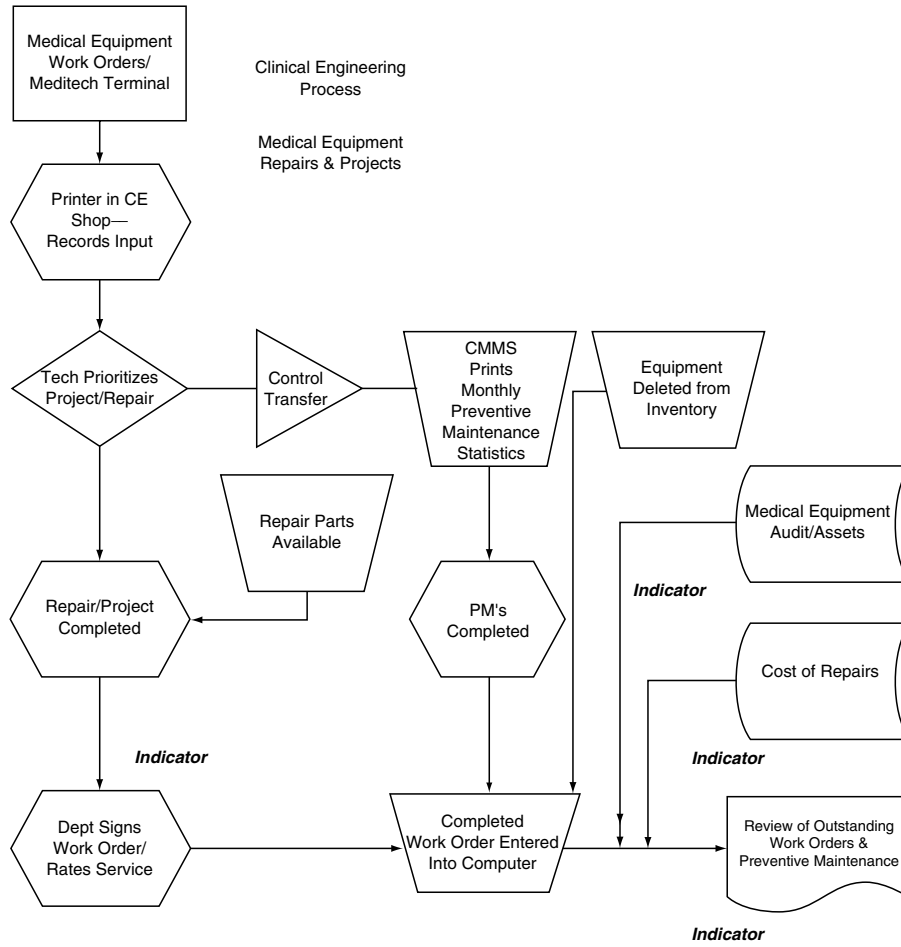 Medical Equipment
Work Orders/
Meditech Terminal
Clinical Engineering
Process
Medical Equipment
Repairs & Projects
Printer in CE
Shop—
Records Input
Tech Prioritizes
Project/Repair
Control
Transfer
CMMS
Prints
Monthly
Preventive
Maintenance
Statistics
Equipment
Deleted from
Inventory
Repair Parts
Available
Medical Equipment
Audit/Assets
Indicator
Repair/Project
Completed
PM's
Completed
Cost of Repairs
Indicator
Indicator
Dept Signs
Work Order/
Rates Service
Completed
Work Order Entered
Into Computer
Review of Outstanding
Work Orders &
Preventive Maintenance
Indicator